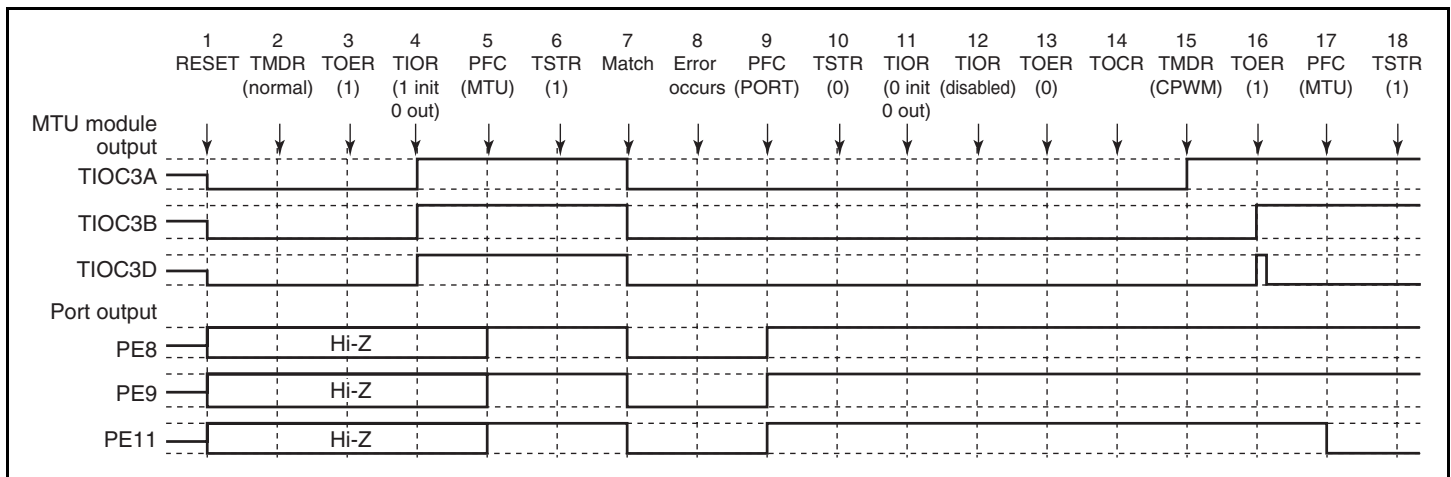 1 2 3 4 5 6 7 8 9 10 11 12 13 14 15 16 17 18
RESET TMDR TOER TIOR PFC TSTR Match Error PFC TSTR TIOR TIOR TOER TOCR TMDR TOER PFC TSTR
(normal) (1) (1 init (MTU) (1) occurs (PORT) (0) (0 init (disabled) (0) (CPWM) (1) (MTU) (1)
0 out) 0 out)
MTU module
output
TIOC3A
TIOC3B
TIOC3D
Port output
PE8 Hi-Z
PE9 Hi-Z
PE11 Hi-Z